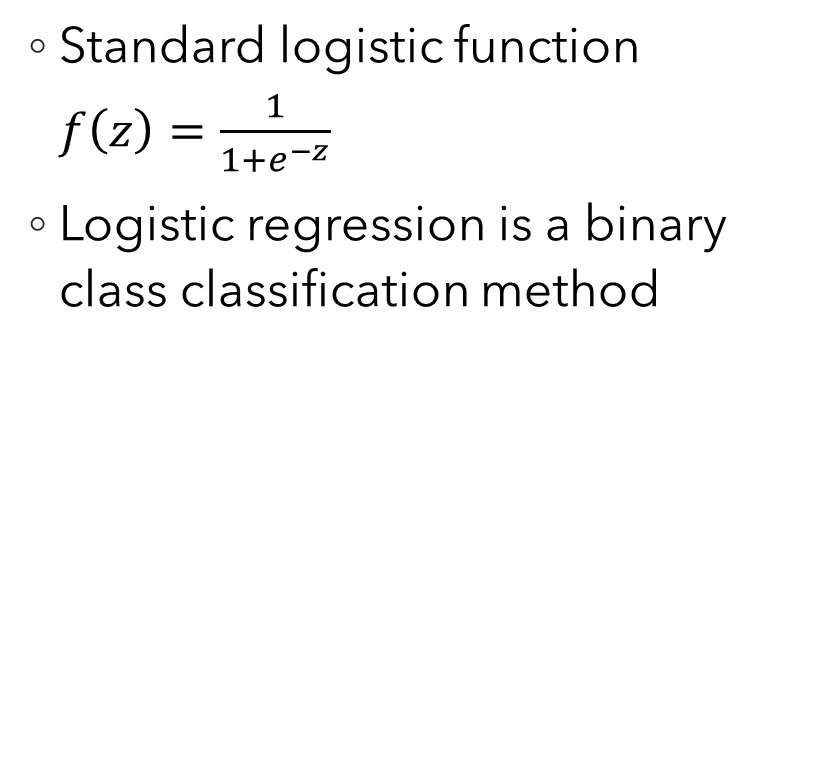 ◦ Standard logistic function
f(z) = 1/(1+e^{−z})
◦ Logistic regression is a binary
class classification method